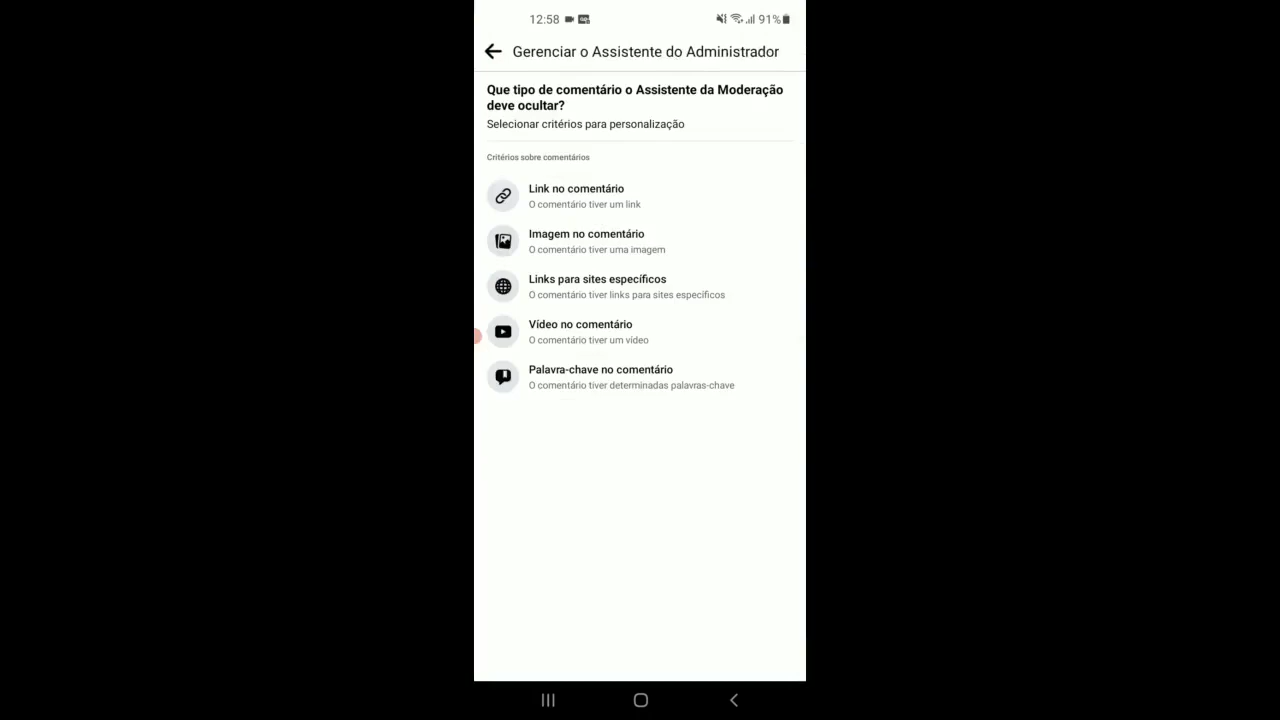 12:58
91%
Gerenciar o Assistente do Administrador
Que tipo de comentário o Assistente da Moderação
deve ocultar?
Selecionar critérios para personalização
Critérios sobre comentários
Link no comentário
O comentário tiver um link
Imagem no comentário
O comentário tiver uma imagem
Links para sites específicos
O comentário tiver links para sites específicos
Vídeo no comentário
O comentário tiver um vídeo
Palavra-chave no comentário
O comentário tiver determinadas palavras-chave